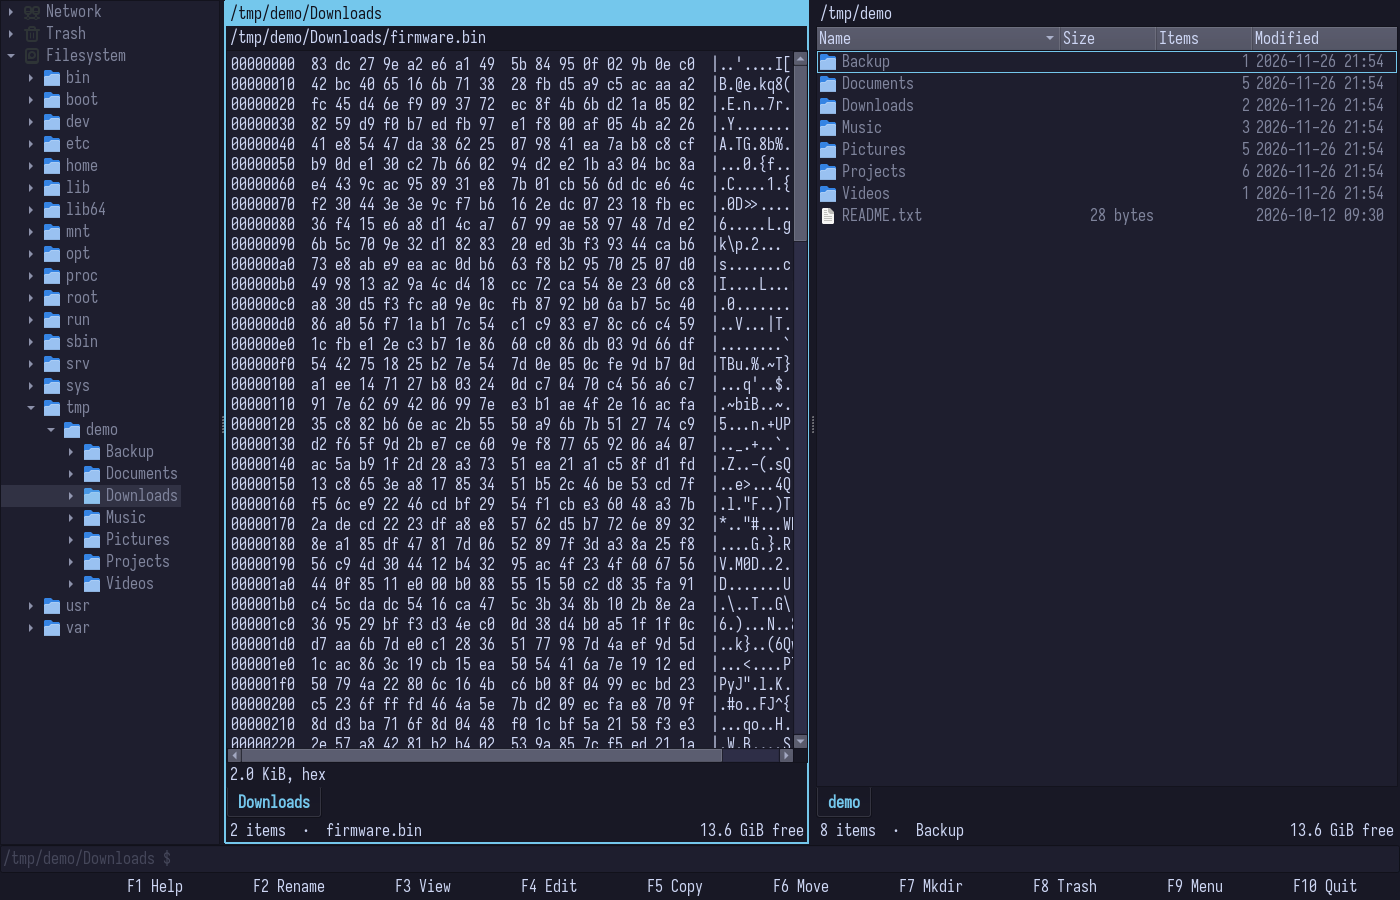 Network
Trash
Filesystem
bin
boot
dev
etc
home
lib
lib64
mnt
opt
proc
root
run
sbin
srv
sys
tmp
demo
Backup
Documents
Downloads
Music
Pictures
Projects
Videos
usr
var
/tmp/demo/Downloads
/tmp/demo/Downloads/firmware.bin
00000000  83 dc 27 9e a2 e6 a1 49  5b 84 95 0f 02 9b 0e c0  |..'....I[
00000010  42 bc 40 65 16 6b 71 38  28 fb d5 a9 c5 ac aa a2  |B.@e.kq8(
00000020  fc 45 d4 6e f9 09 37 72  ec 8f 4b 6b d2 1a 05 02  |.E.n..7r.
00000030  82 59 d9 f0 b7 ed fb 97  e1 f8 00 af 05 4b a2 26  |.Y.......
00000040  41 e8 54 47 da 38 62 25  07 98 41 ea 7a b8 c8 cf  |A.TG.8b%.
00000050  b9 0d e1 30 c2 7b 66 02  94 d2 e2 1b a3 04 bc 8a  |...0.{f..
00000060  e4 43 9c ac 95 89 31 e8  7b 01 cb 56 6d dc e6 4c  |.C....1.{
00000070  f2 30 44 3e 3e 9c f7 b6  16 2e dc 07 23 18 fb ec  |.0D>>....
00000080  36 f4 15 e6 a8 d1 4c a7  67 99 ae 58 97 48 7d e2  |6.....L.g
00000090  6b 5c 70 9e 32 d1 82 83  20 ed 3b f3 93 44 ca b6  |k\p.2...
000000a0  73 e8 ab e9 ea ac 0d b6  63 f8 b2 95 70 25 07 d0  |s.......c
000000b0  49 98 13 a2 9a 4c d4 18  cc 72 ca 54 8e 23 60 c8  |I....L...
000000c0  a8 30 d5 f3 fc a0 9e 0c  fb 87 92 b6 6a b7 5c 40  |.0.......
000000d0  86 a0 56 f7 1a b1 7c 54  c1 c9 83 e7 8c c6 c4 59  |..V...|T.
000000e0  1c fb e1 2e c3 b7 1e 86  60 c0 86 db 03 9d 66 df  |........`
000000f0  54 42 75 18 25 b2 7e 54  7d 0e 05 0c fe 9d b7 0d  |TBu.%.~T}
00000100  a1 ee 14 71 27 b8 03 24  0d c7 04 70 c4 56 a6 c7  |...q'..$.
00000110  91 7e 62 69 42 06 99 7e  e3 b1 ae 4f 2e 16 ac fa  |.~biB..~.
00000120  35 c8 82 b6 6e ac 2b 55  50 a9 6b 7b 51 27 74 c9  |5...n.+UP
00000130  d2 f6 5f 9d 2b e7 ce 60  9e f8 77 65 92 06 a4 07  |.._.+..`.
00000140  ac 5a b9 1f 2d 28 a3 73  51 ea 21 a1 c5 8f d1 fd  |.Z..-(.sQ
00000150  13 c8 65 3e a8 17 85 34  51 b5 2c 46 be 53 cd 7f  |..e>...4Q
00000160  f5 6c e9 22 46 cd bf 29  54 f1 cb e3 60 48 a3 7b  |.l."F..)T
00000170  2a de cd 22 23 df a8 e8  57 62 d5 b7 72 6e 89 32  |*.."#...W
00000180  8e a1 85 df 47 81 7d 06  52 89 7f 3d a3 8a 25 f8  |....G.}.R
00000190  56 c9 4d 30 44 12 b4 32  95 ac 4f 23 4f 60 67 56  |V.M0D..2.
000001a0  44 0f 85 11 e0 00 b0 88  55 15 50 c2 d8 35 fa 91  |D.......U
000001b0  c4 5c da dc 54 16 ca 47  5c 3b 34 8b 10 2b 8e 2a  |.\..T..G\
000001c0  36 95 29 bf f3 d3 4e c0  0d 38 d4 b0 a5 1f 1f 0c  |6.)...N..
000001d0  d7 aa 6b 7d e0 c1 28 36  51 77 98 7d 4a ef 9d 5d  |..k}..(6Q
000001e0  1c ac 86 3c 19 cb 15 ea  50 54 41 6a 7e 19 12 ed  |...<....P
000001f0  50 79 4a 22 80 6c 16 4b  c6 b0 8f 04 99 ec bd 23  |PyJ".l.K.
00000200  c5 23 6f ff fd 46 4a 5e  7b d2 09 ec fa e8 70 9f  |.#o..FJ^{
00000210  8d d3 ba 71 6f 8d 04 48  f0 1c bf 5a 21 58 f3 e3  |...qo..H.
00000220  2e 57 a8 42 81 b2 b4 02  53 9a 85 7c f5 ed 21 1a  |.W.B....S
2.0 KiB, hex
Downloads
2 items · firmware.bin 13.6 GiB free
/tmp/demo
Name Size Items Modified
Backup 1 2026-11-26 21:54
Documents 5 2026-11-26 21:54
Downloads 2 2026-11-26 21:54
Music 3 2026-11-26 21:54
Pictures 5 2026-11-26 21:54
Projects 6 2026-11-26 21:54
Videos 1 2026-11-26 21:54
README.txt 28 bytes 2026-10-12 09:30
demo
8 items · Backup 13.6 GiB free
/tmp/demo/Downloads $
F1 Help F2 Rename F3 View F4 Edit F5 Copy F6 Move F7 Mkdir F8 Trash F9 Menu F10 Quit